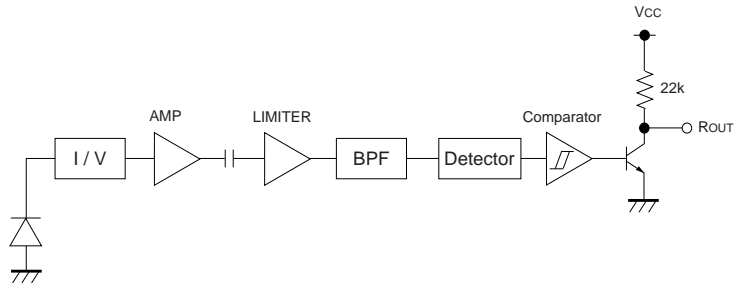 Vcc
22k
ROUT
AMP
LIMITER
Comparator
I / V
BPF
Detector